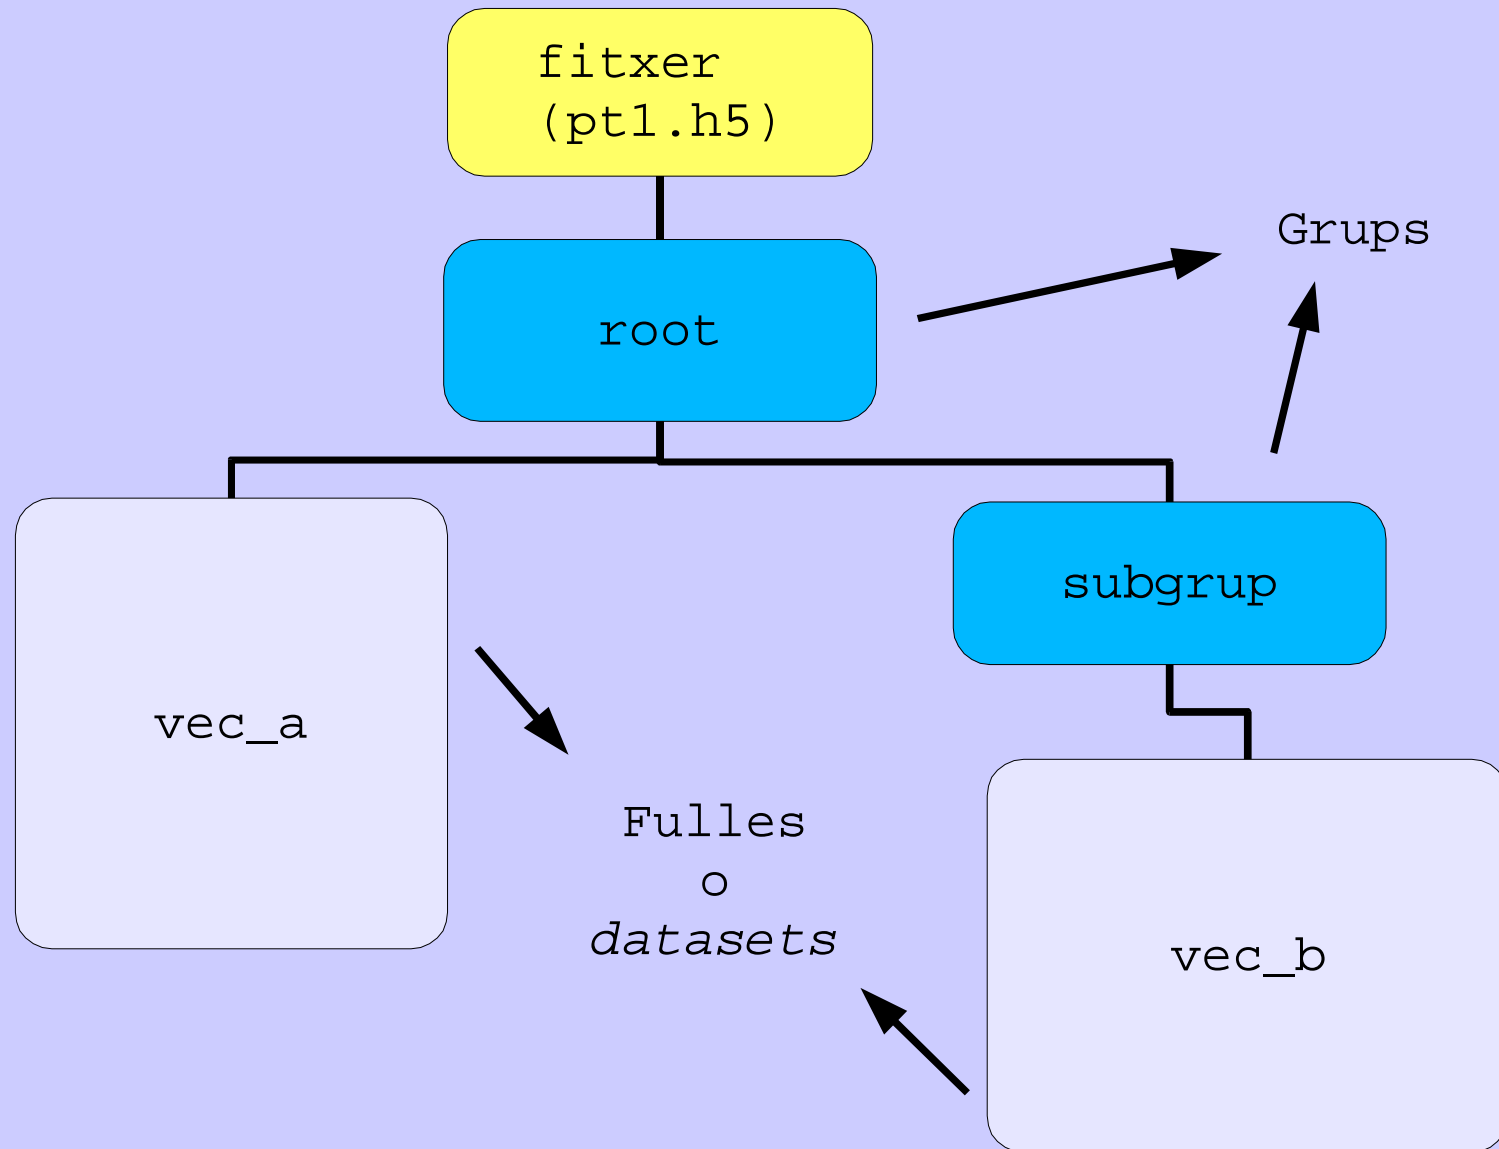 fitxer
(pt1.h5)
Grups
root
subgrup
vec_a
Fulles
o
datasets
vec_b